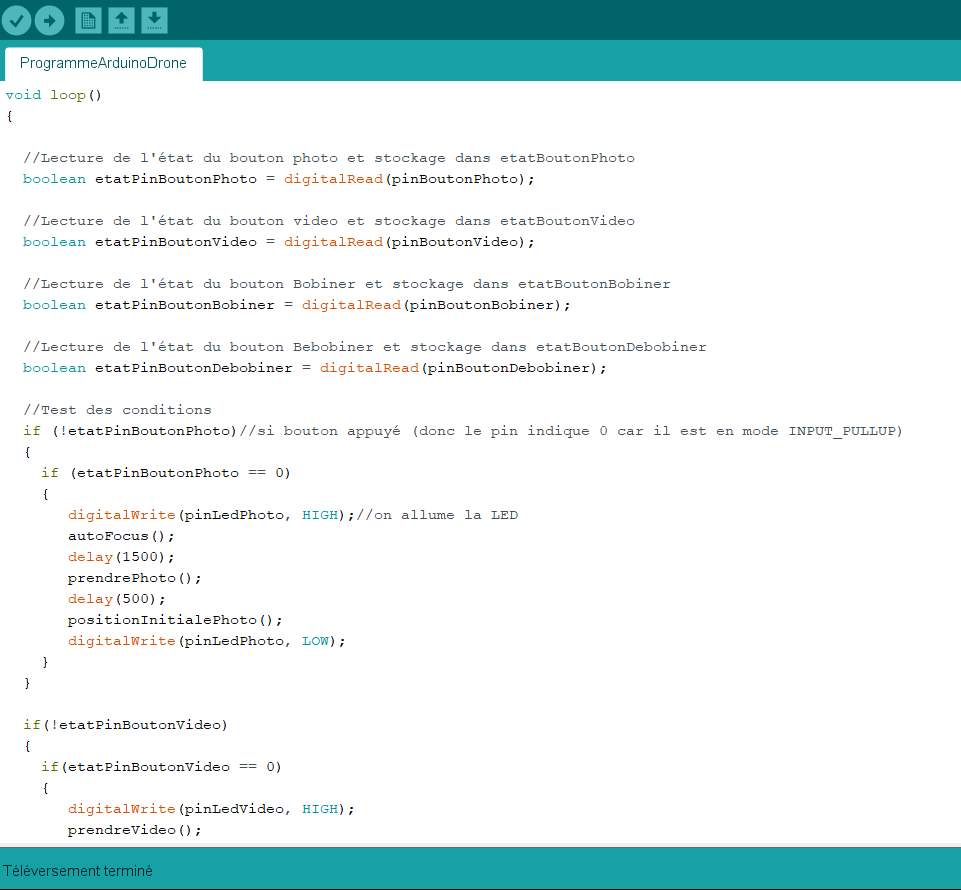 ProgrammeArduinoDrone
void loop()
{
//Lecture de l'état du bouton photo et stockage dans etatBoutonPhoto
boolean etatPinBoutonPhoto = digitalRead(pinBoutonPhoto);
//Lecture de l'état du bouton video et stockage dans etatBoutonVideo
boolean etatPinBoutonVideo = digitalRead(pinBoutonVideo);
//Lecture de l'état du bouton Bobiner et stockage dans etatBoutonBobiner
boolean etatPinBoutonBobiner = digitalRead(pinBoutonBobiner);
//Lecture de l'état du bouton Bebobiner et stockage dans etatBoutonDebobiner
boolean etatPinBoutonDebobiner = digitalRead(pinBoutonDebobiner);
//Test des conditions
if (!etatPinBoutonPhoto)//si bouton appuyé (donc le pin indique 0 car il est en mode INPUT_PULLUP)
{
if (etatPinBoutonPhoto == 0)
{
digitalWrite(pinLedPhoto, HIGH);//on allume la LED
autoFocus();
delay(1500);
prendrePhoto();
delay(500);
positionInitialePhoto();
digitalWrite(pinLedPhoto, LOW);
}
}
if(!etatPinBoutonVideo)
{
if(etatPinBoutonVideo == 0)
{
digitalWrite(pinLedVideo, HIGH);
prendreVideo();
Téléversement terminé